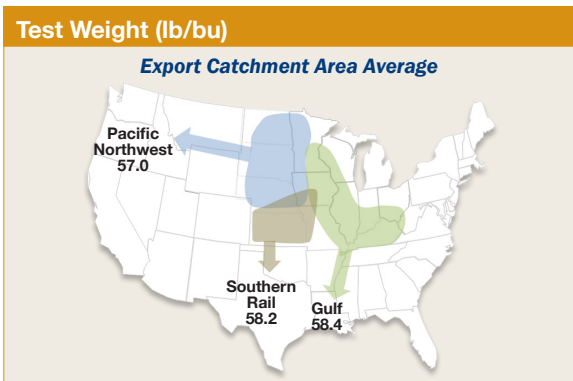 Test Weight (lb/bu)
Export Catchment Area Average
Pacific
Northwest
57.0
Southern
Rail
58.2
Gulf
58.4